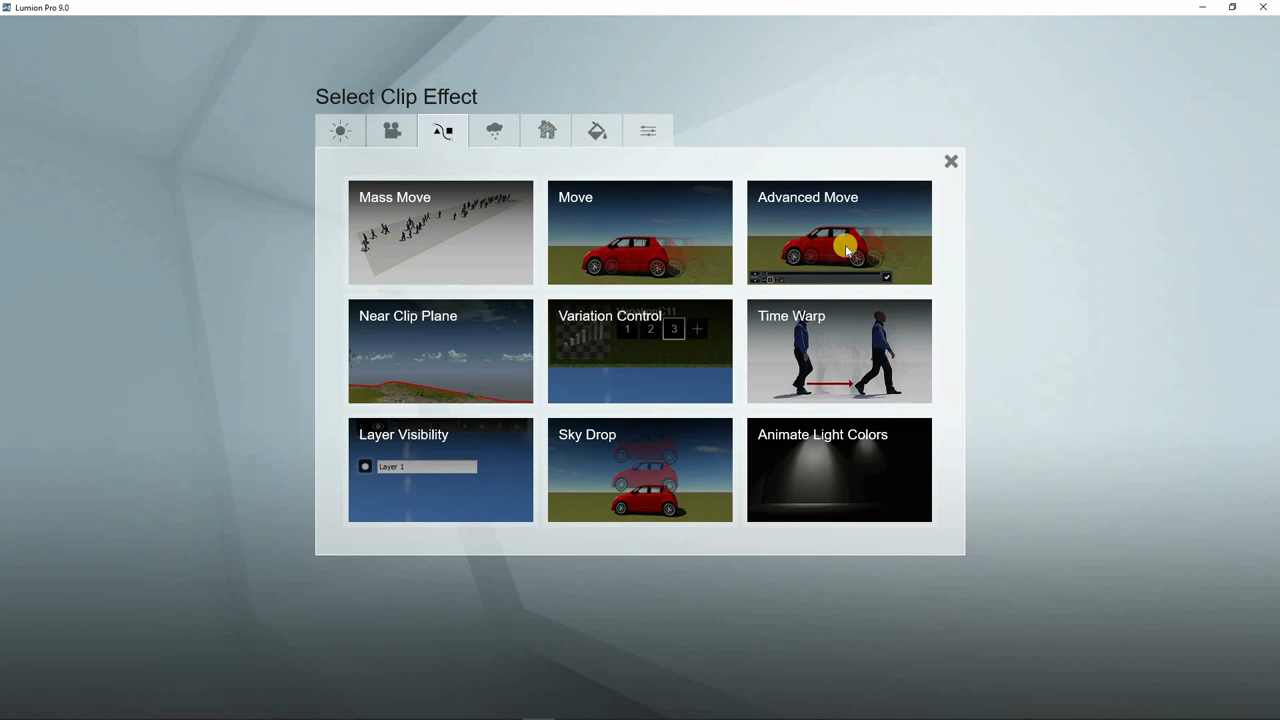 Lumion Pro 9.0
Select Clip Effect
Mass Move
Move
Advanced Move
Near Clip Plane
Variation Control
1 2 3 +
Time Warp
Layer Visibility
Layer 1
Sky Drop
Animate Light Colors